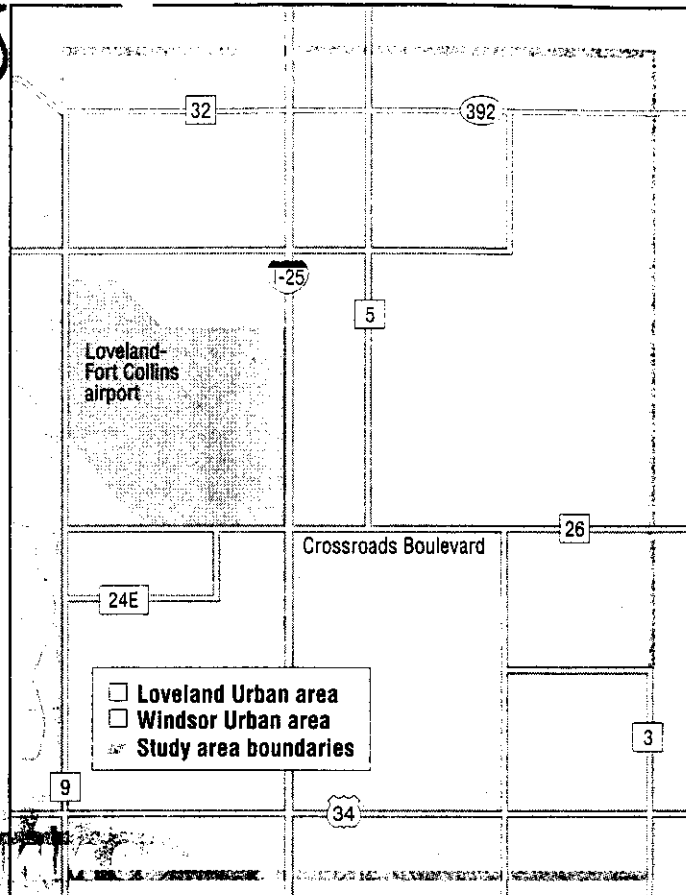 32
392
I-25
5
Loveland-
Fort Collins
airport
26
Crossroads Boulevard
24E
Loveland Urban area
Windsor Urban area
Study area boundaries
3
9
34